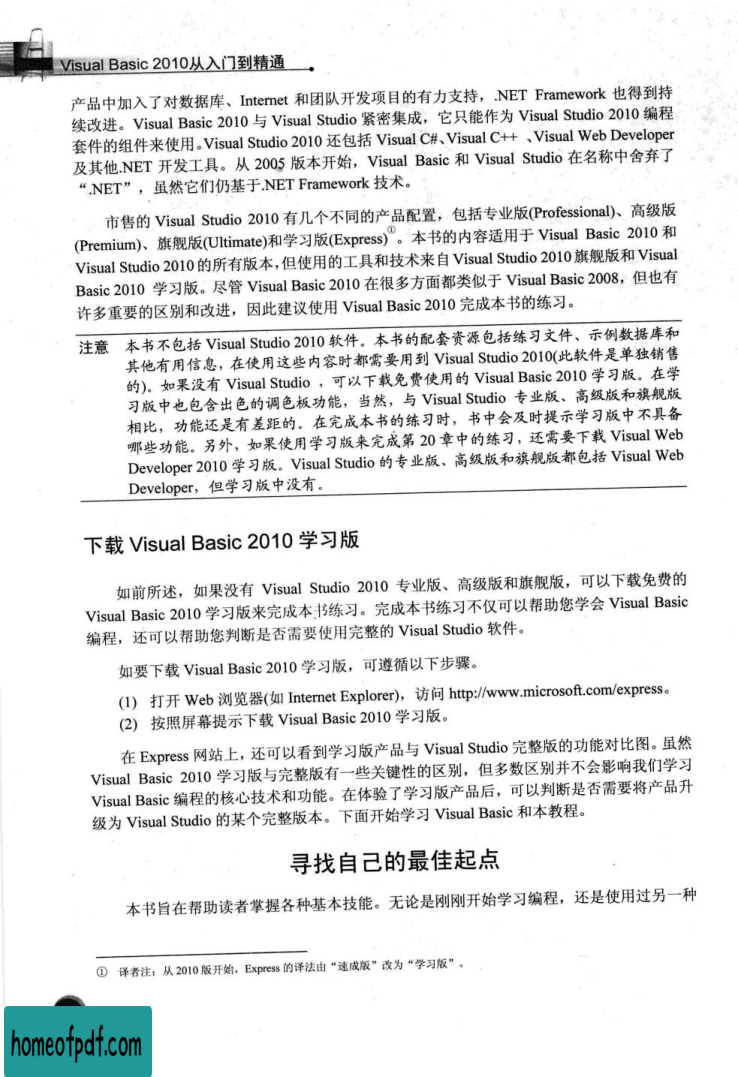 Visual Basic 2010从入门到精通
产品中加入了对数据库、Internet 和团队开发项目的有力支持，.NET Framework 也得到持
续改进。Visual Basic 2010 与 Visual Studio 紧密集成，它只能作为 Visual Studio 2010 编程
套件的组件来使用。Visual Studio 2010 还包括 Visual C#、Visual C++ 、Visual Web Developer
及其他.NET 开发工具。从 2005 版本开始，Visual Basic 和 Visual Studio 在名称中舍弃了
“.NET”，虽然它们仍基于.NET Framework 技术。
市售的 Visual Studio 2010 有几个不同的产品配置，包括专业版(Professional)、高级版
(Premium)、旗舰版(Ultimate)和学习版(Express)①。本书的内容适用于 Visual Basic 2010 和
Visual Studio 2010 的所有版本，但使用的工具和技术来自 Visual Studio 2010 旗舰版和 Visual
Basic 2010 学习版。尽管 Visual Basic 2010 在很多方面都类似于 Visual Basic 2008，但也有
许多重要的区别和改进，因此建议使用 Visual Basic 2010 完成本书的练习。
注意 本书不包括 Visual Studio 2010 软件。本书的配套资源包括练习文件、示例数据库和
其他有用信息，在使用这些内容时都需要用到 Visual Studio 2010(此软件是单独销售
的)。如果没有 Visual Studio ，可以下载免费使用的 Visual Basic 2010 学习版。在学
习版中也包含出色的调色板功能，当然，与 Visual Studio 专业版、高级版和旗舰版
相比，功能还是有差距的。在完成本书的练习时，书中会及时提示学习版中不具备
哪些功能。另外，如果使用学习版来完成第 20 章中的练习，还需要下载 Visual Web
Developer 2010 学习版。Visual Studio 的专业版、高级版和旗舰版都包括 Visual Web
Developer，但学习版中没有。
下载 Visual Basic 2010 学习版
如前所述，如果没有 Visual Studio 2010 专业版、高级版和旗舰版，可以下载免费的
Visual Basic 2010 学习版来完成本书练习。完成本书练习不仅可以帮助您学会 Visual Basic
编程，还可以帮助您判断是否需要使用完整的 Visual Studio 软件。
如要下载 Visual Basic 2010 学习版，可遵循以下步骤。
(1) 打开 Web 浏览器(如 Internet Explorer)，访问 http://www.microsoft.com/express。
(2) 按照屏幕提示下载 Visual Basic 2010 学习版。
在 Express 网站上，还可以看到学习版产品与 Visual Studio 完整版的功能对比图。虽然
Visual Basic 2010 学习版与完整版有一些关键性的区别，但多数区别并不会影响我们学习
Visual Basic 编程的核心技术和功能。在体验了学习版产品后，可以判断是否需要将产品升
级为 Visual Studio 的某个完整版本。下面开始学习 Visual Basic 和本教程。
寻找自己的最佳起点
本书旨在帮助读者掌握各种基本技能。无论是刚刚开始学习编程，还是使用过另一种
① 译者注：从 2010 版开始，Express 的译法由“速成版”改为“学习版”。
homeofpdf.com